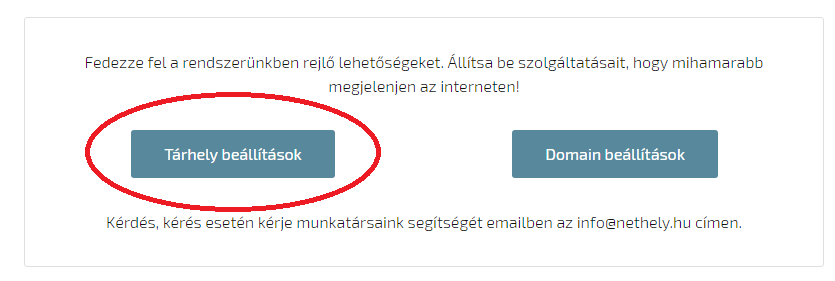 Fedezze fel a rendszerünkben rejlő lehetőségeket. Állítsa be szolgáltatásait, hogy mihamarabb
megjelenjen az interneten!
Tárhely beállítások
Domain beállítások
Kérdés, kérés esetén kérje munkatársaink segítségét emailben az info@nethely.hu címen.